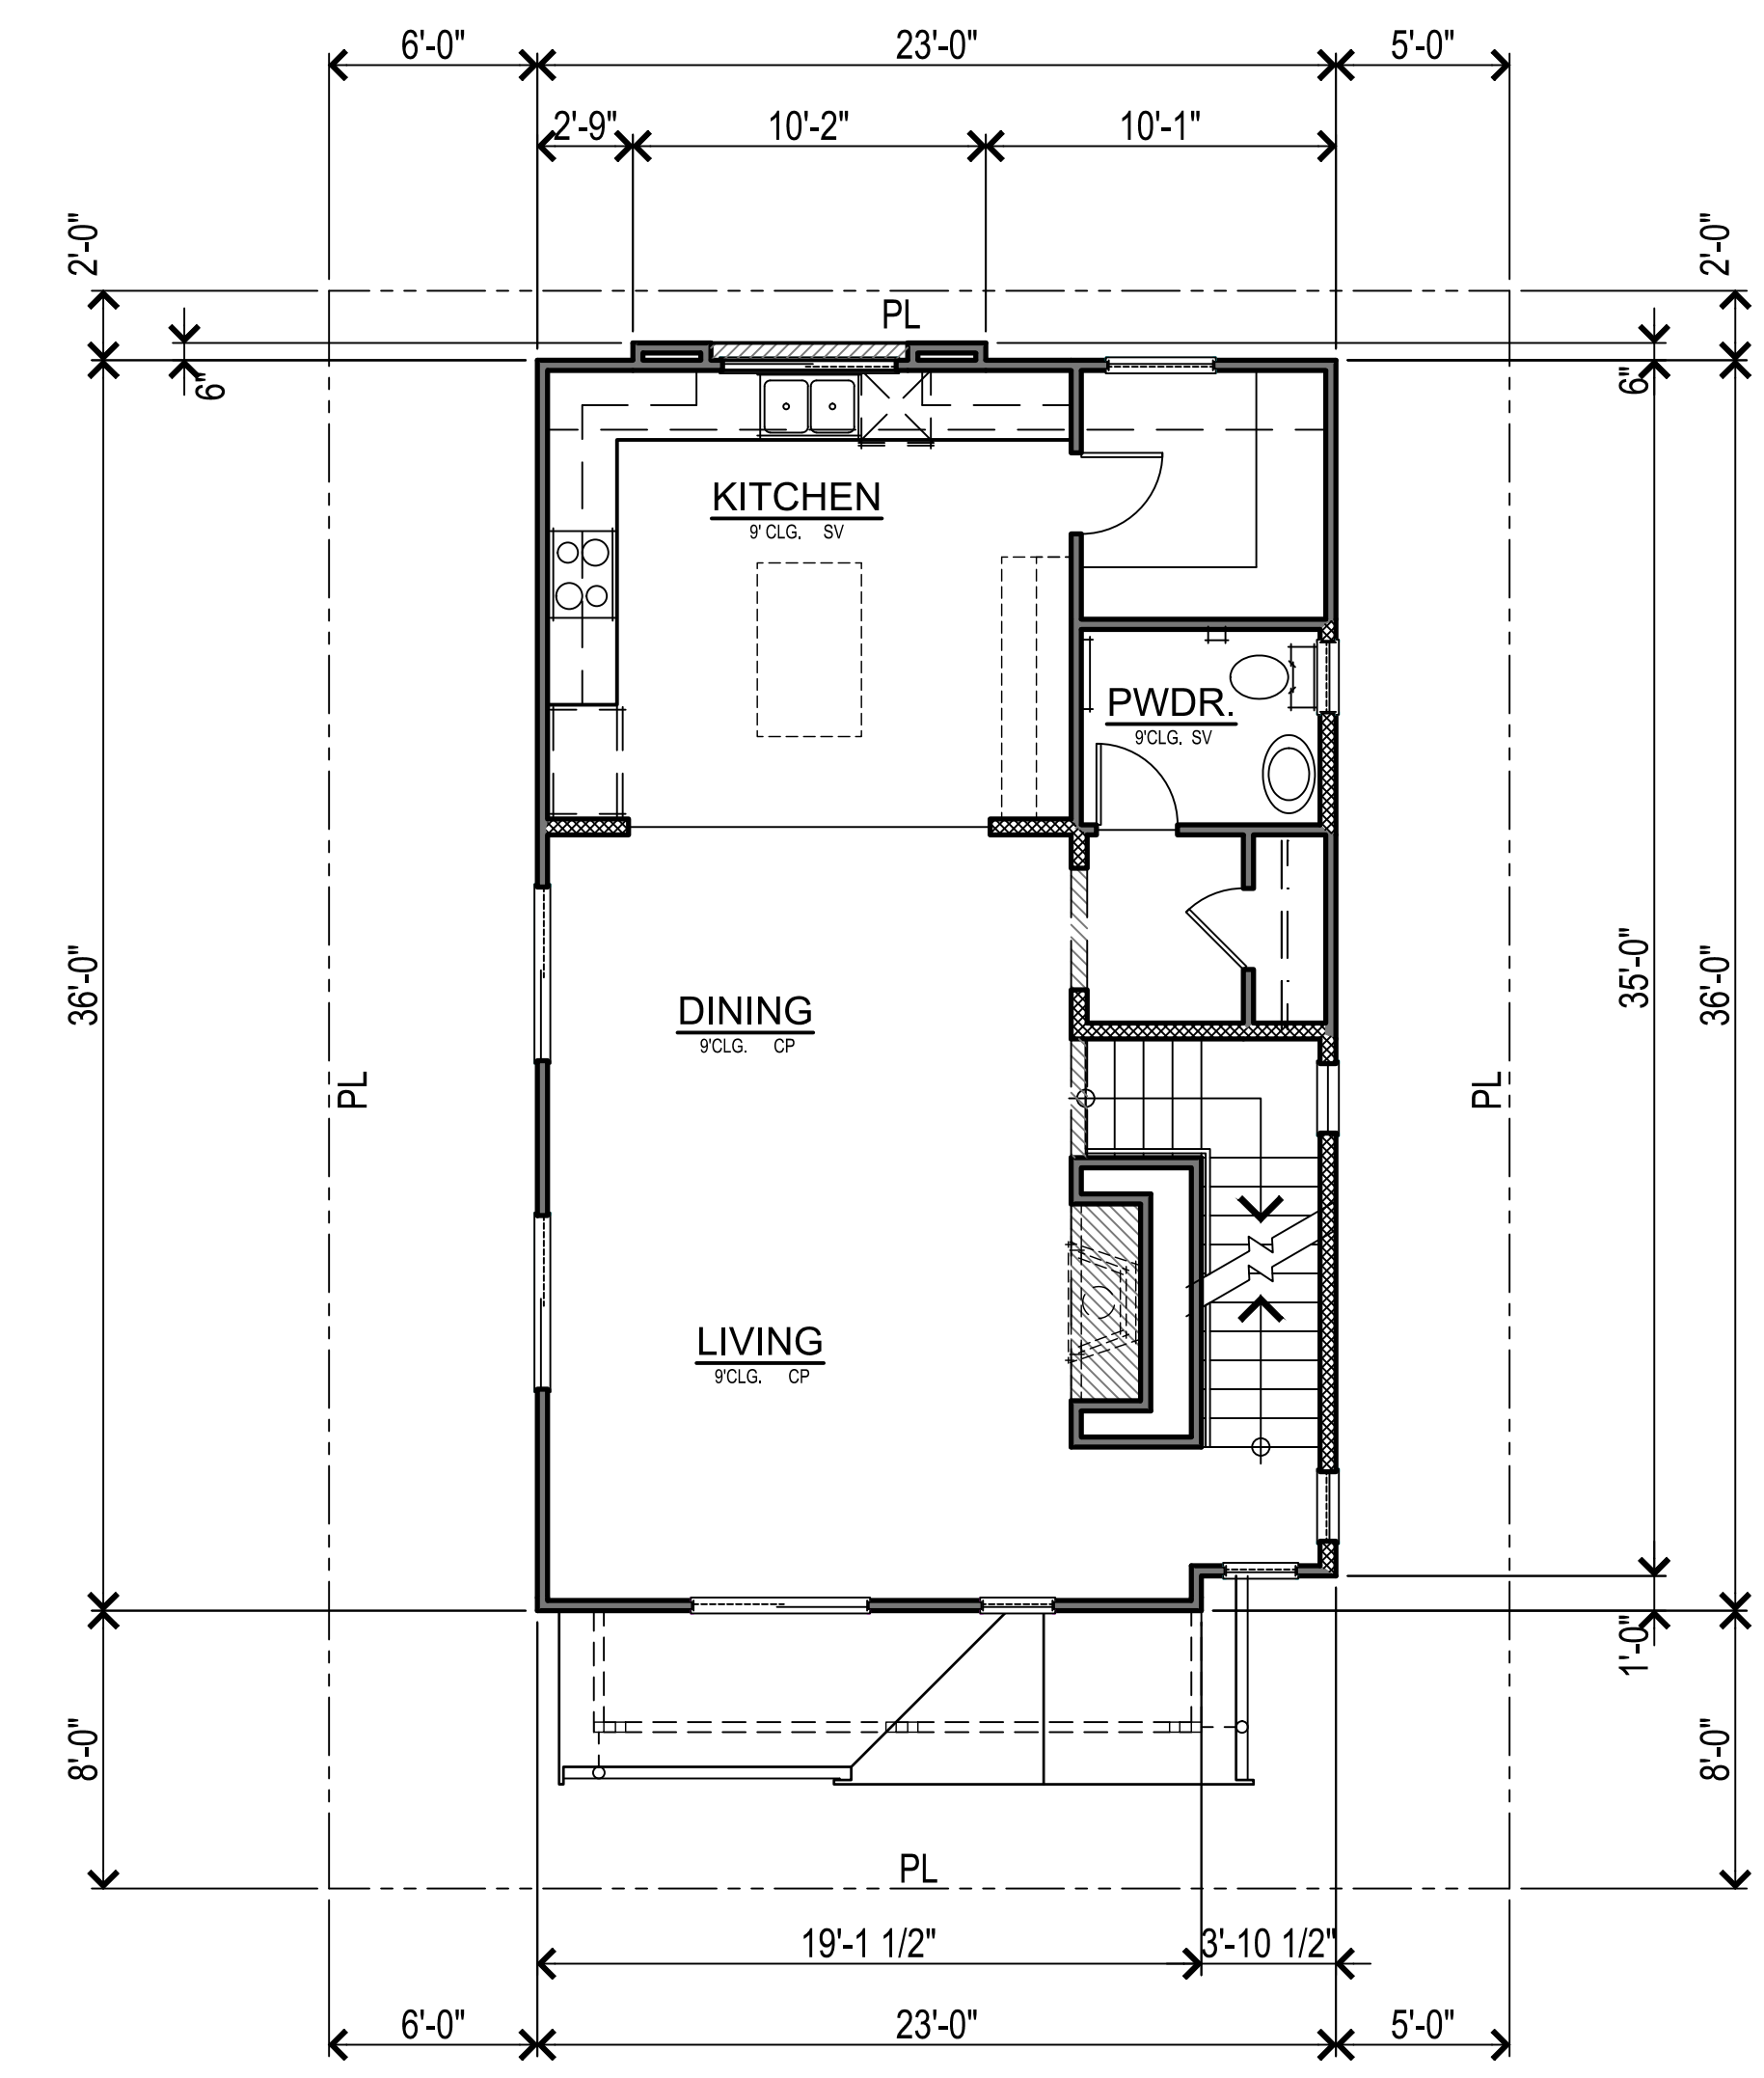 6'-0" 23'-0" 5'-0"
2'-9" 10'-2" 10'-1"
2'-0" 2'-0"
PL
6" 6"
KITCHEN
9' CLG. SV
PWDR.
9'CLG. SV
36'-0" 35'-0" 36'-0"
DINING
9'CLG. CP
PL PL
LIVING
9'CLG. CP
1'-0"
8'-0" 8'-0"
PL
19'-1 1/2" 3'-10 1/2"
6'-0" 23'-0" 5'-0"